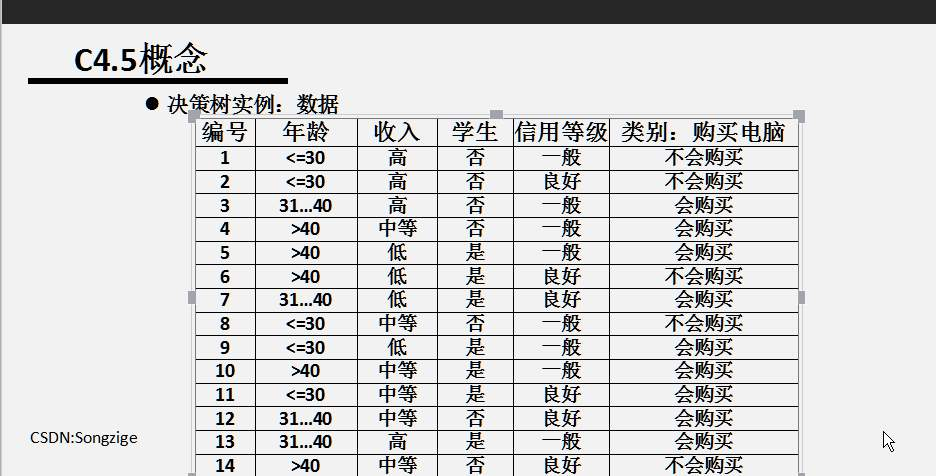 C4.5概念
决策树实例：数据
编号 年龄 收入 学生 信用等级 类别：购买电脑
1 <=30 高 否 一般 不会购买
2 <=30 高 否 良好 不会购买
3 31…40 高 否 一般 会购买
4 >40 中等 否 一般 会购买
5 >40 低 是 一般 会购买
6 >40 低 是 良好 不会购买
7 31…40 低 是 良好 会购买
8 <=30 中等 否 一般 不会购买
9 <=30 低 是 一般 会购买
10 >40 中等 是 一般 会购买
11 <=30 中等 是 良好 会购买
12 31…40 中等 否 良好 会购买
13 31…40 高 是 一般 会购买
14 >40 中等 否 良好 不会购买
CSDN:Songzige